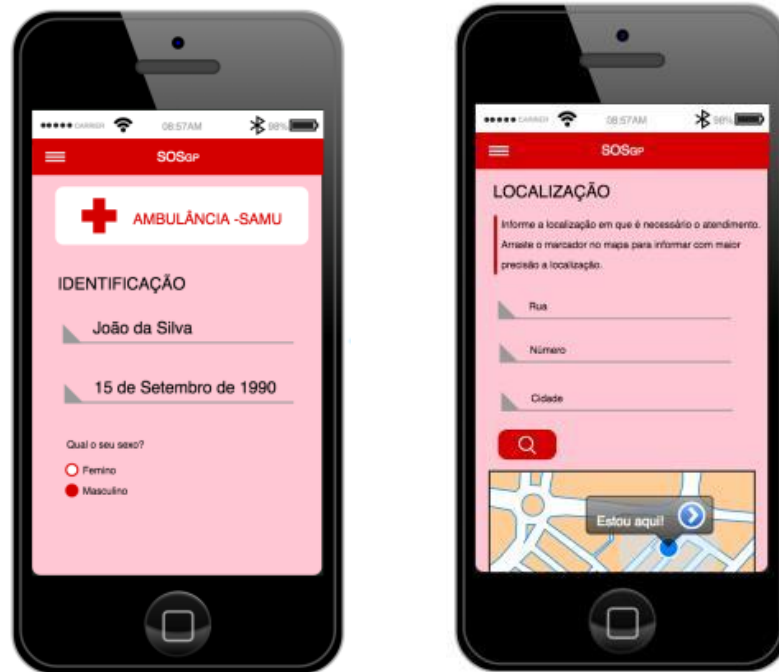 CARRIER 08:57AM 98%
SOSGP
AMBULÂNCIA -SAMU
IDENTIFICAÇÃO
João da Silva
15 de Setembro de 1990
Qual o seu sexo?
Femino
Masculino
CARRIER 08:57AM 98%
SOSGP
LOCALIZAÇÃO
Informe a localização em que é necessário o atendimento.
Arraste o marcador no mapa para informar com maior
precisão a localização.
Rua
Número
Cidade
Estou aqui!